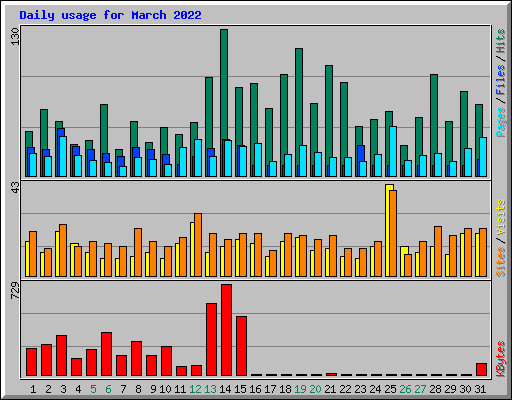 Daily usage for March 2022
130
Pages / Files / Hits
43
Sites / Visits
729
KBytes
1 2 3 4 5 6 7 8 9 10 11 12 13 14 15 16 17 18 19 20 21 22 23 24 25 26 27 28 29 30 31